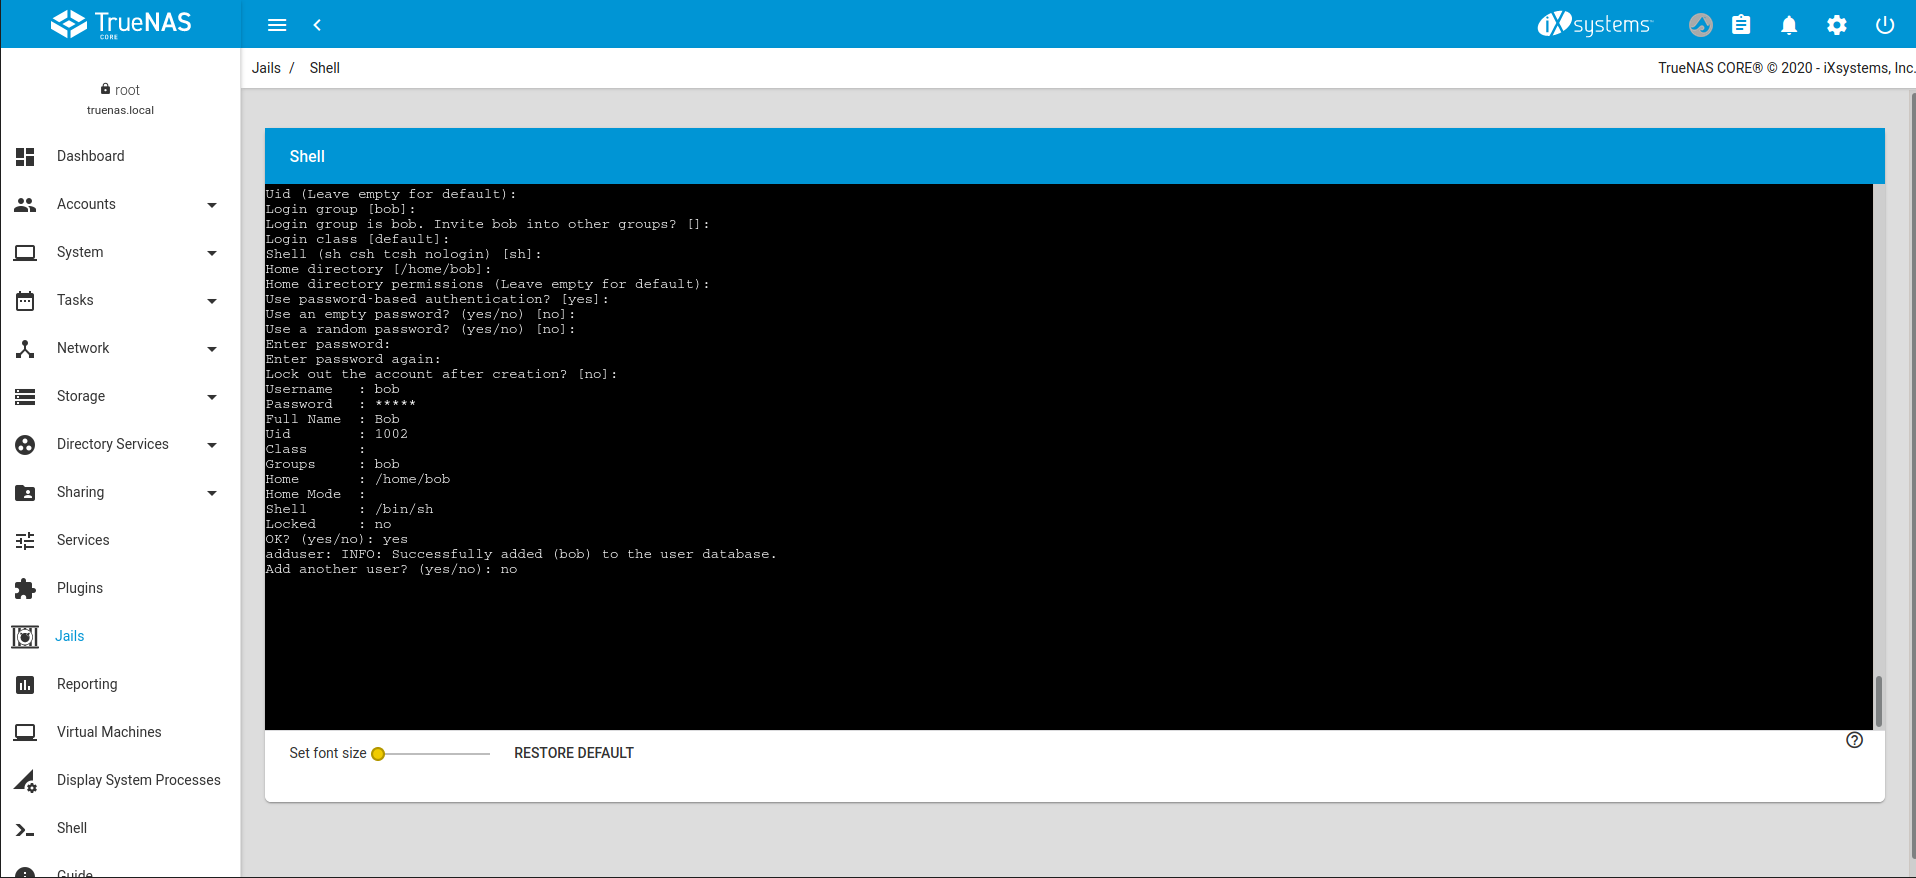 TrueNAS
CORE
iXsystems
root
truenas.local
Jails / Shell
TrueNAS CORE® © 2020 - iXsystems, Inc.
Dashboard
Accounts
System
Tasks
Network
Storage
Directory Services
Sharing
Services
Plugins
Jails
Reporting
Virtual Machines
Display System Processes
Shell
Guide
Shell
Uid (Leave empty for default):
Login group [bob]:
Login group is bob. Invite bob into other groups? []:
Login class [default]:
Shell (sh csh tcsh nologin) [sh]:
Home directory [/home/bob]:
Home directory permissions (Leave empty for default):
Use password-based authentication? [yes]:
Use an empty password? (yes/no) [no]:
Use a random password? (yes/no) [no]:
Enter password:
Enter password again:
Lock out the account after creation? [no]:
Username   : bob
Password   : *****
Full Name  : Bob
Uid        : 1002
Class      :
Groups     : bob
Home       : /home/bob
Home Mode  :
Shell      : /bin/sh
Locked     : no
OK? (yes/no): yes
adduser: INFO: Successfully added (bob) to the user database.
Add another user? (yes/no): no
Set font size
RESTORE DEFAULT